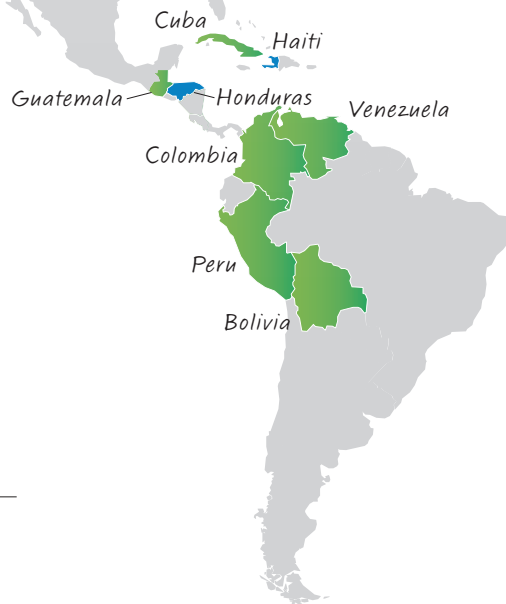 Cuba
Haiti
Guatemala
Honduras
Venezuela
Colombia
Peru
Bolivia